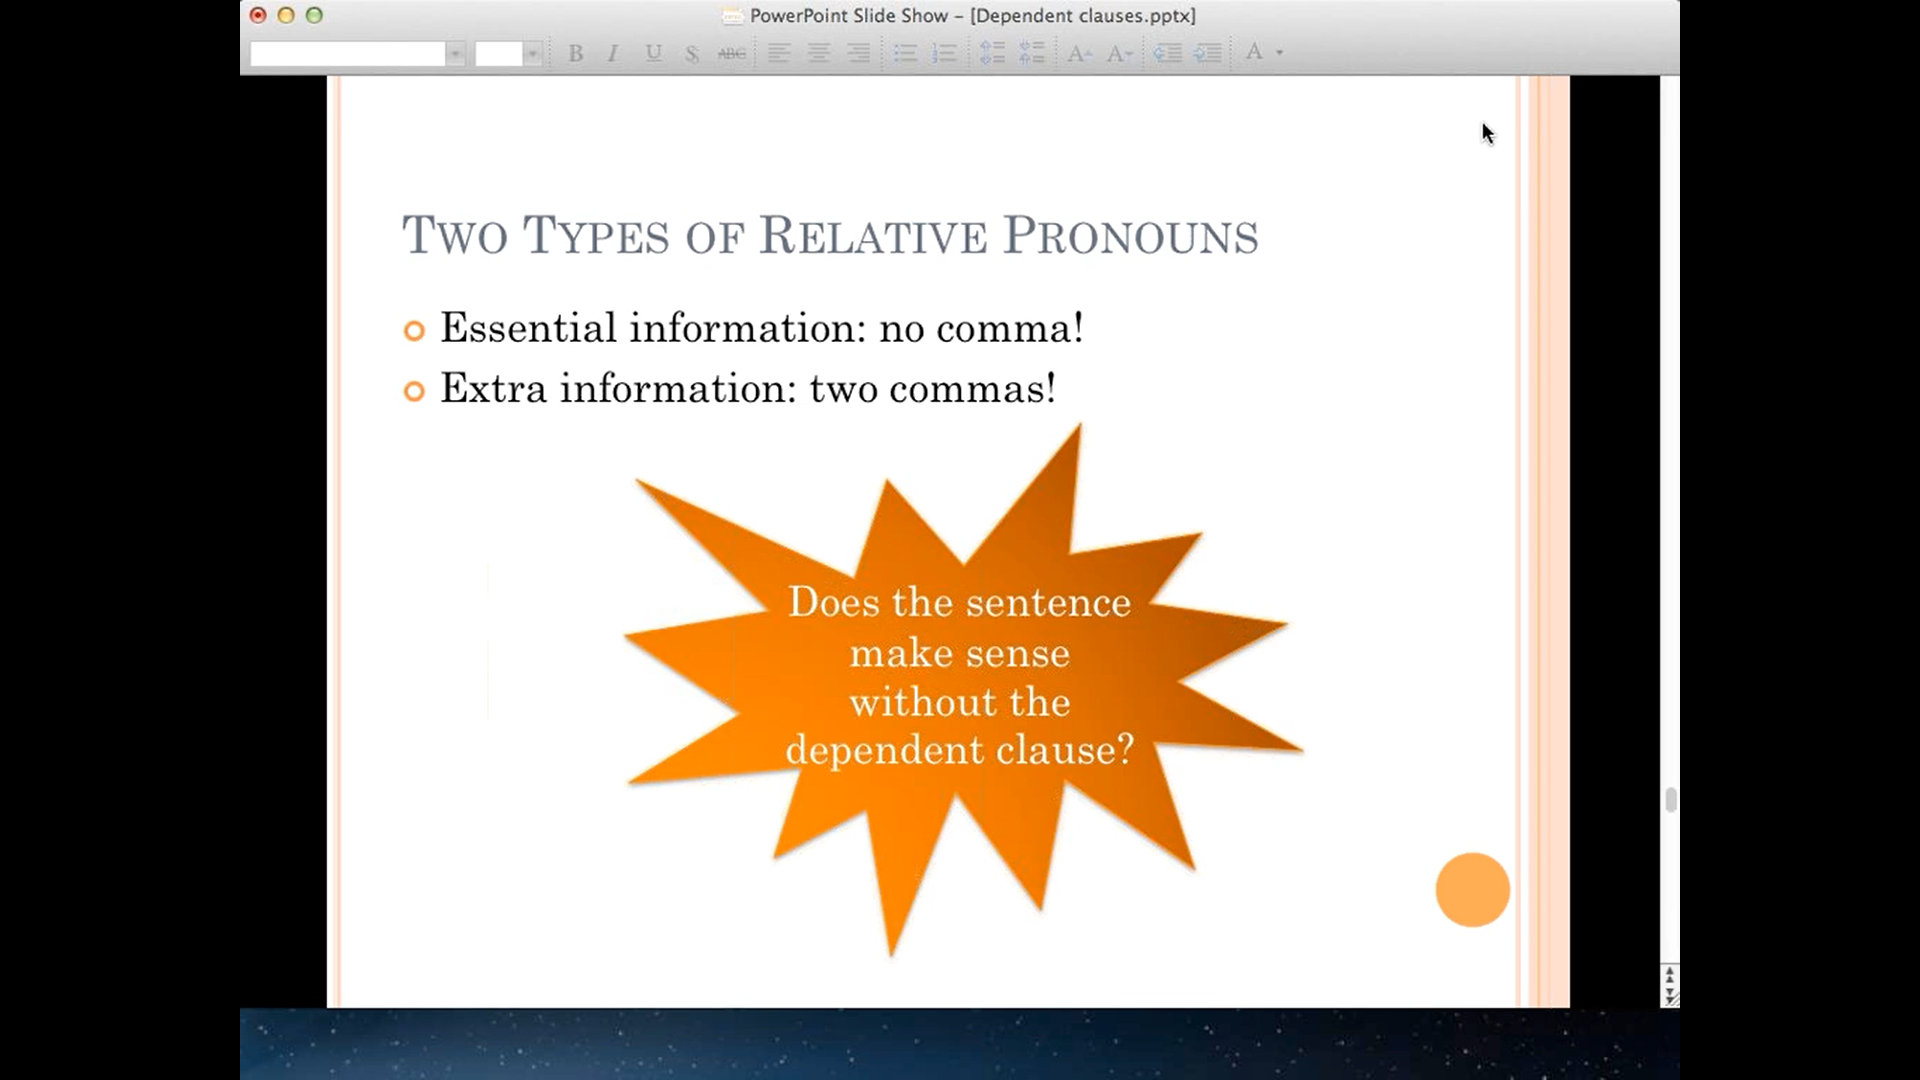 PowerPoint Slide Show – [Dependent clauses.pptx]
B I U S ABC A A A
Two Types of Relative Pronouns
Essential information: no comma!
Extra information: two commas!
Does the sentence
make sense
without the
dependent clause?